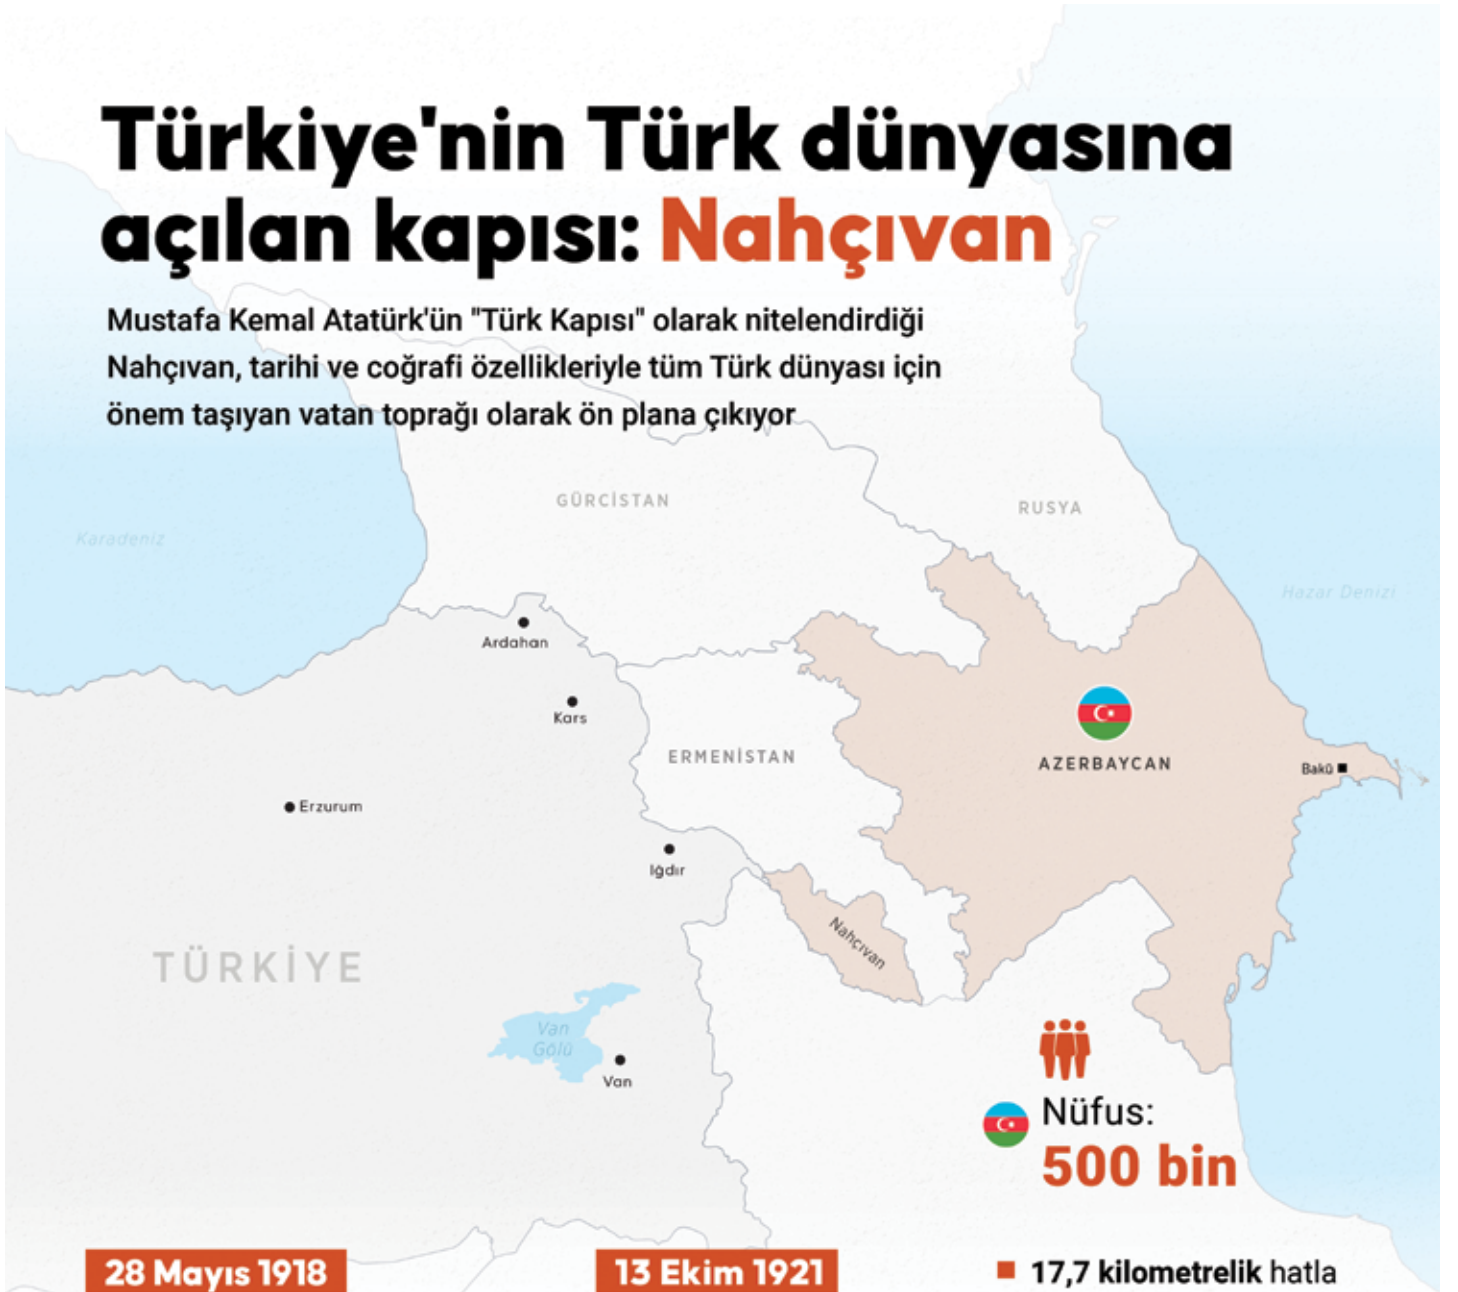 Türkiye'nin Türk dünyasına
açılan kapısı: Nahçıvan
Mustafa Kemal Atatürk'ün "Türk Kapısı" olarak nitelendirdiği
Nahçıvan, tarihi ve coğrafi özellikleriyle tüm Türk dünyası için
önem taşıyan vatan toprağı olarak ön plana çıkıyor
GÜRCİSTAN
RUSYA
Karadeniz
Hazar Denizi
Ardahan
Kars
ERMENİSTAN
AZERBAYCAN
Bakü
Erzurum
Iğdır
Nahçıvan
TÜRKİYE
Van
Gölü
Van
Nüfus:
500 bin
28 Mayıs 1918
13 Ekim 1921
17,7 kilometrelik hatla